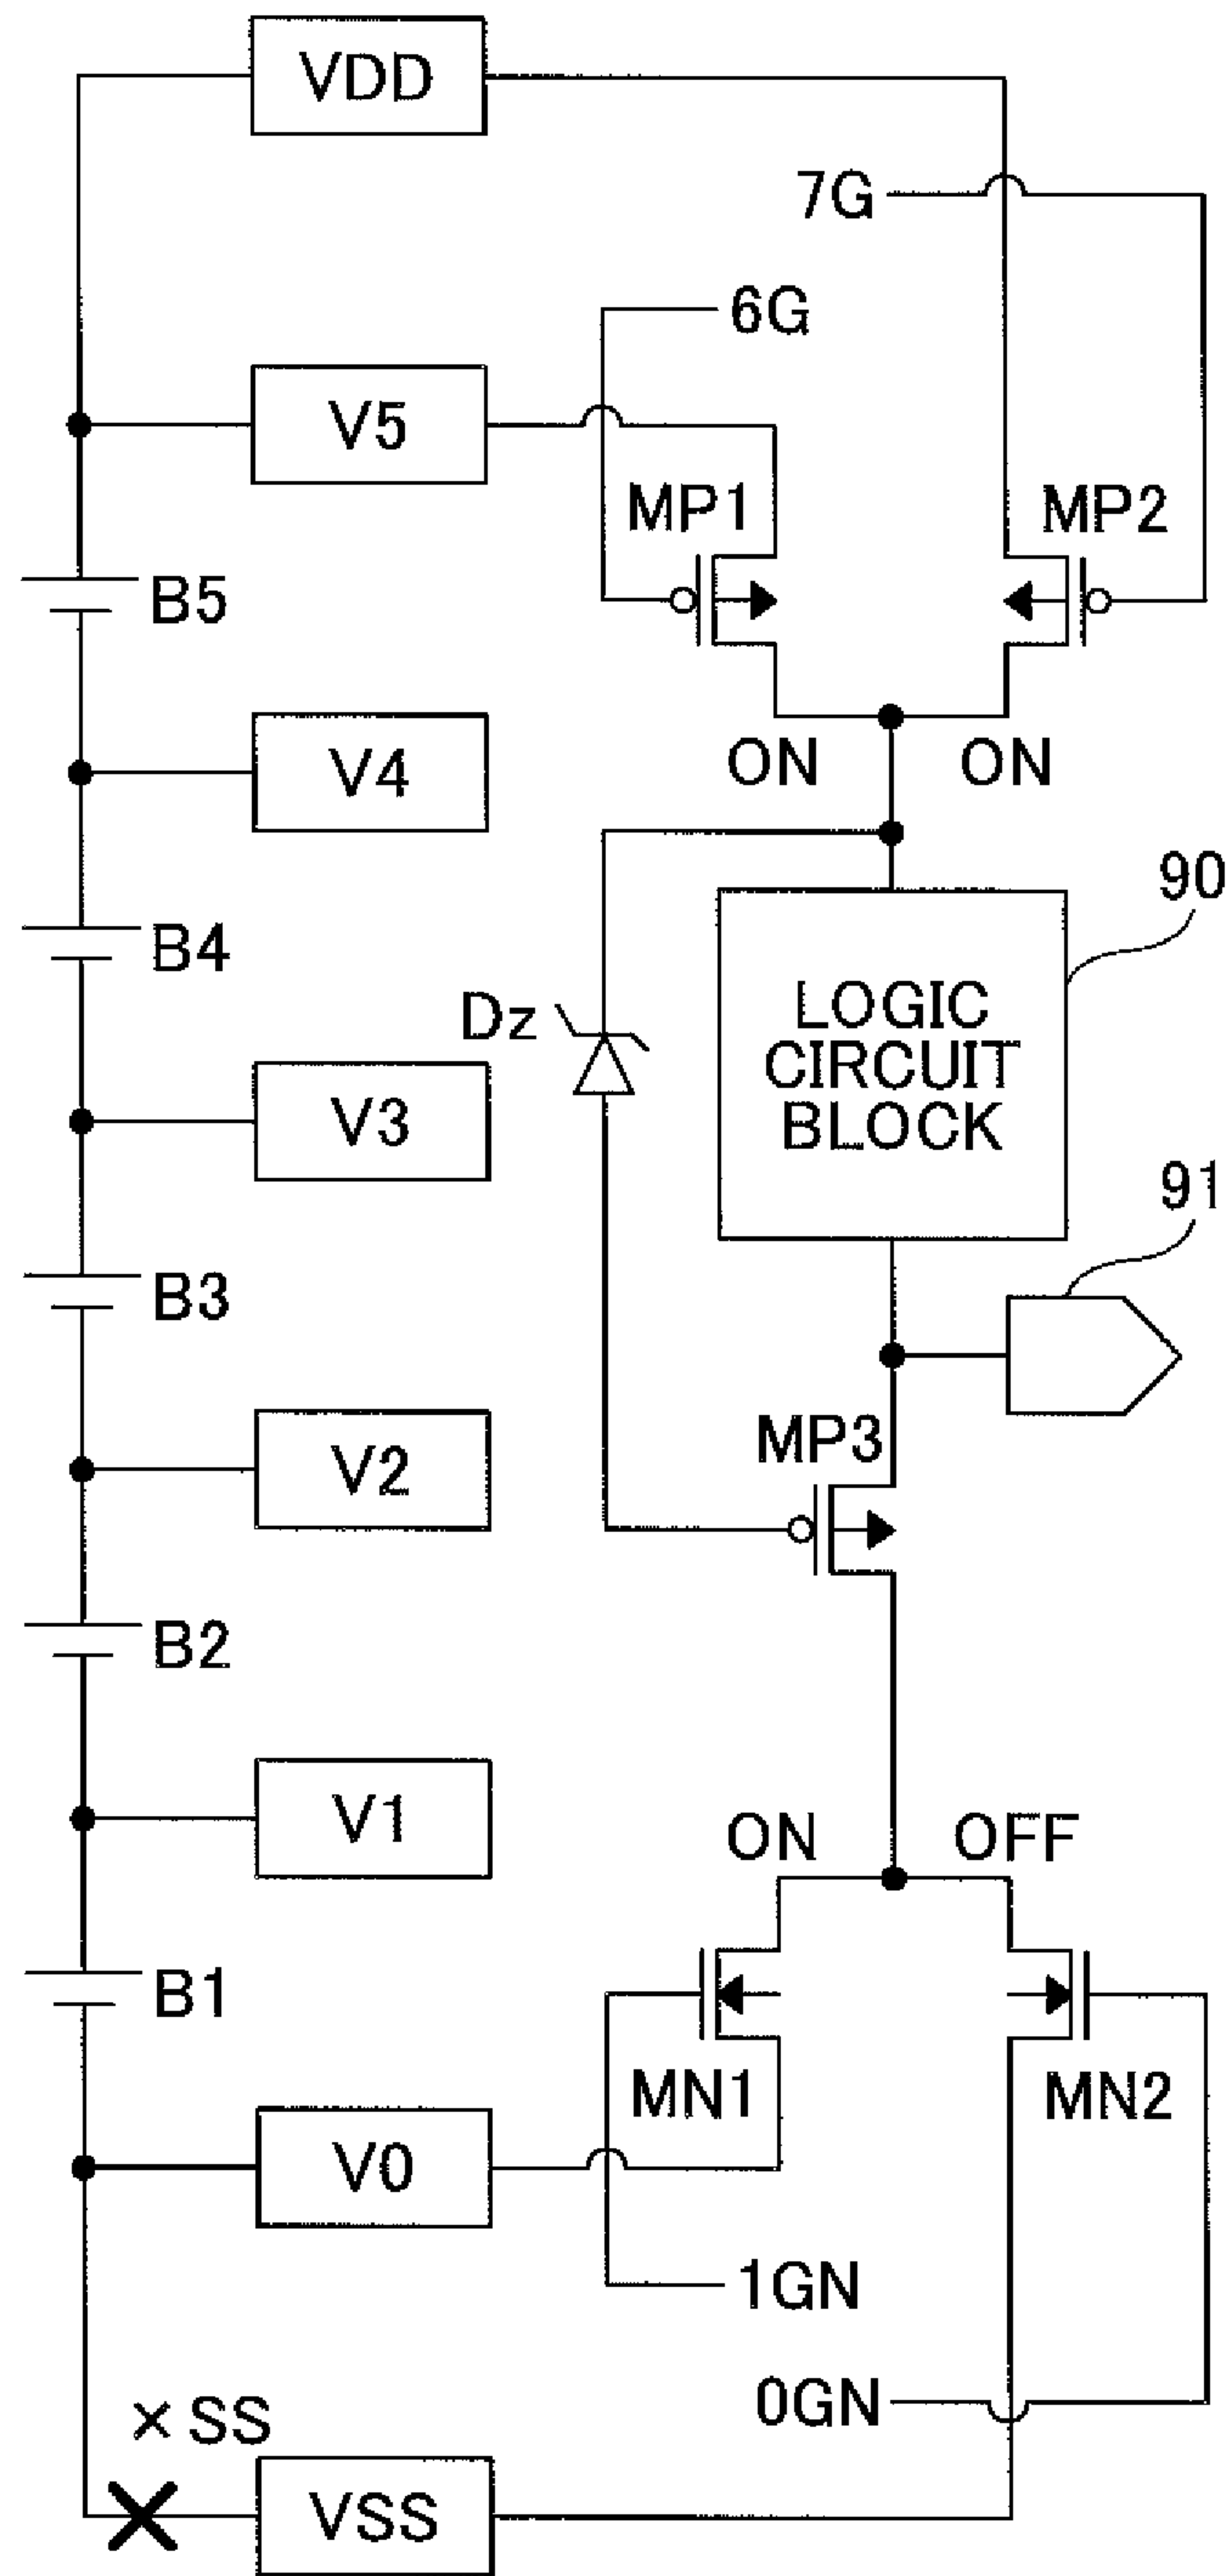 VDD
7G
6G
V5
MP1
MP2
B5
V4
ON
ON
90
B4
Dz
LOGIC
CIRCUIT
BLOCK
V3
91
B3
MP3
V2
B2
V1
ON
OFF
B1
MN1
MN2
V0
1GN
0GN
×SS
VSS